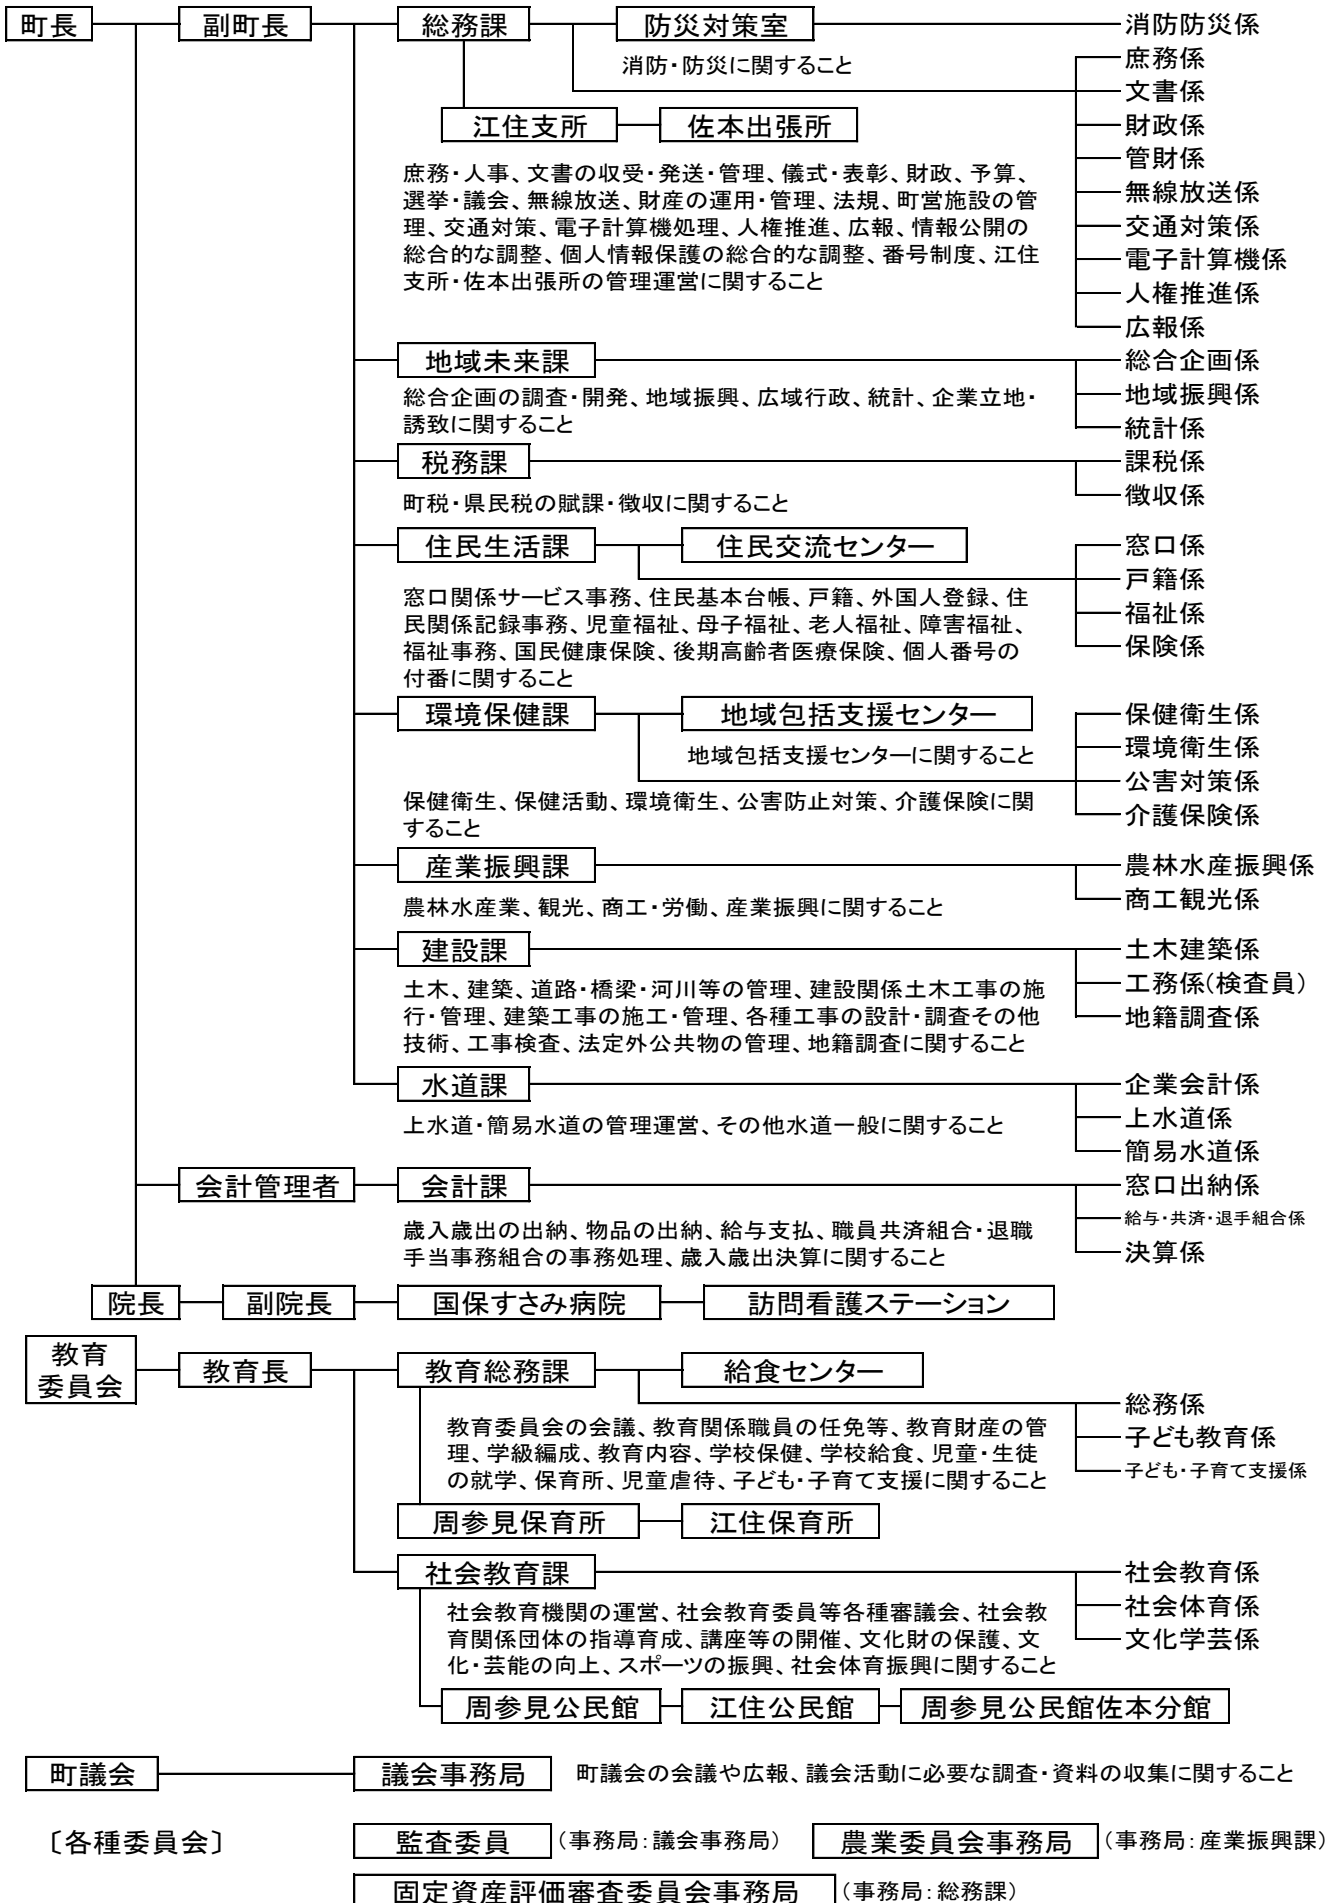 町長
副町長
総務課
防災対策室
消防防災係
消防・防災に関すること
庶務係
文書係
財政係
管財係
無線放送係
交通対策係
電子計算機係
人権推進係
広報係
江住支所
佐本出張所
庶務・人事、文書の収受・発送・管理、儀式・表彰、財政、予算、
選挙・議会、無線放送、財産の運用・管理、法規、町営施設の管
理、交通対策、電子計算機処理、人権推進、広報、情報公開の
総合的な調整、個人情報保護の総合的な調整、番号制度、江住
支所・佐本出張所の管理運営に関すること
地域未来課
総合企画係
地域振興係
統計係
総合企画の調査・開発、地域振興、広域行政、統計、企業立地・
誘致に関すること
税務課
課税係
徴収係
町税・県民税の賦課・徴収に関すること
住民生活課
住民交流センター
窓口係
戸籍係
福祉係
保険係
窓口関係サービス事務、住民基本台帳、戸籍、外国人登録、住
民関係記録事務、児童福祉、母子福祉、老人福祉、障害福祉、
福祉事務、国民健康保険、後期高齢者医療保険、個人番号の
付番に関すること
環境保健課
地域包括支援センター
地域包括支援センターに関すること
保健衛生係
環境衛生係
公害対策係
介護保険係
保健衛生、保健活動、環境衛生、公害防止対策、介護保険に関
すること
産業振興課
農林水産振興係
商工観光係
農林水産業、観光、商工・労働、産業振興に関すること
建設課
土木建築係
工務係(検査員)
地籍調査係
土木、建築、道路・橋梁・河川等の管理、建設関係土木工事の施
行・管理、建築工事の施工・管理、各種工事の設計・調査その他
技術、工事検査、法定外公共物の管理、地籍調査に関すること
水道課
企業会計係
上水道係
簡易水道係
上水道・簡易水道の管理運営、その他水道一般に関すること
会計管理者
会計課
窓口出納係
給与・共済・退手組合係
決算係
歳入歳出の出納、物品の出納、給与支払、職員共済組合・退職
手当事務組合の事務処理、歳入歳出決算に関すること
院長
副院長
国保すさみ病院
訪問看護ステーション
教育
委員会
教育長
教育総務課
給食センター
総務係
子ども教育係
子ども・子育て支援係
教育委員会の会議、教育関係職員の任免等、教育財産の管
理、学級編成、教育内容、学校保健、学校給食、児童・生徒
の就学、保育所、児童虐待、子ども・子育て支援に関すること
周参見保育所
江住保育所
社会教育課
社会教育係
社会体育係
文化学芸係
社会教育機関の運営、社会教育委員等各種審議会、社会教
育関係団体の指導育成、講座等の開催、文化財の保護、文
化・芸能の向上、スポーツの振興、社会体育振興に関すること
周参見公民館
江住公民館
周参見公民館佐本分館
町議会
議会事務局
町議会の会議や広報、議会活動に必要な調査・資料の収集に関すること
〔各種委員会〕
監査委員
(事務局:議会事務局)
農業委員会事務局
(事務局:産業振興課)
固定資産評価審査委員会事務局
(事務局:総務課)